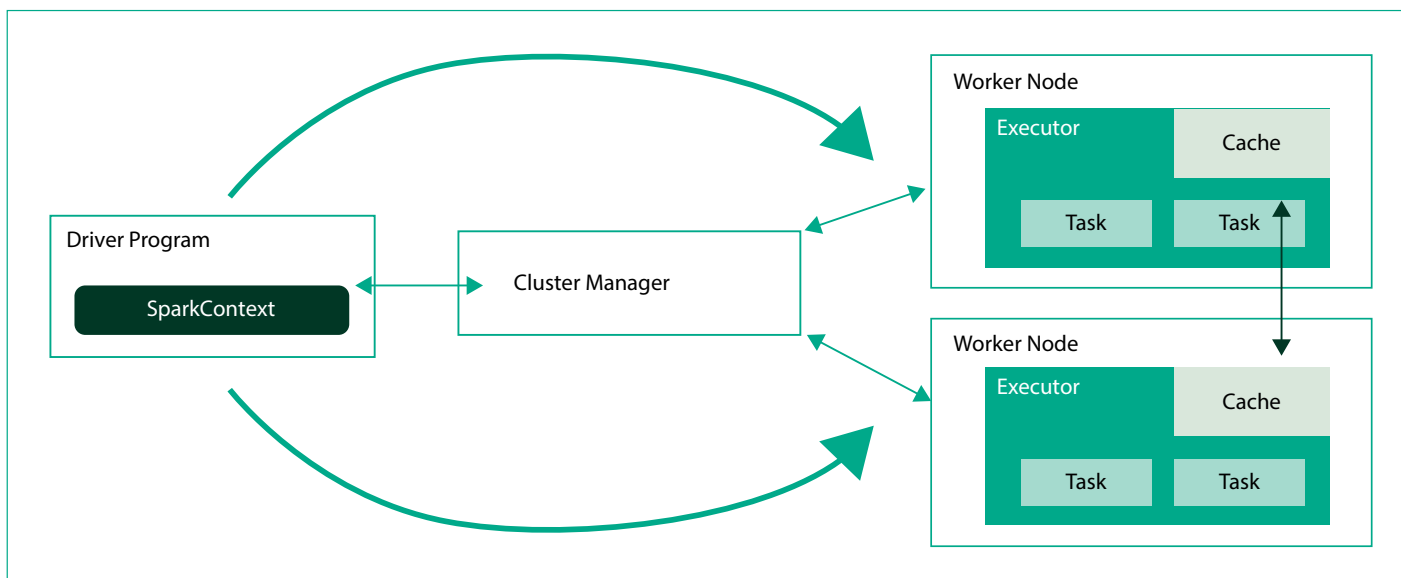 Driver Program
SparkContext
Cluster Manager
Worker Node
Executor
Cache
Task
Task
Worker Node
Executor
Cache
Task
Task